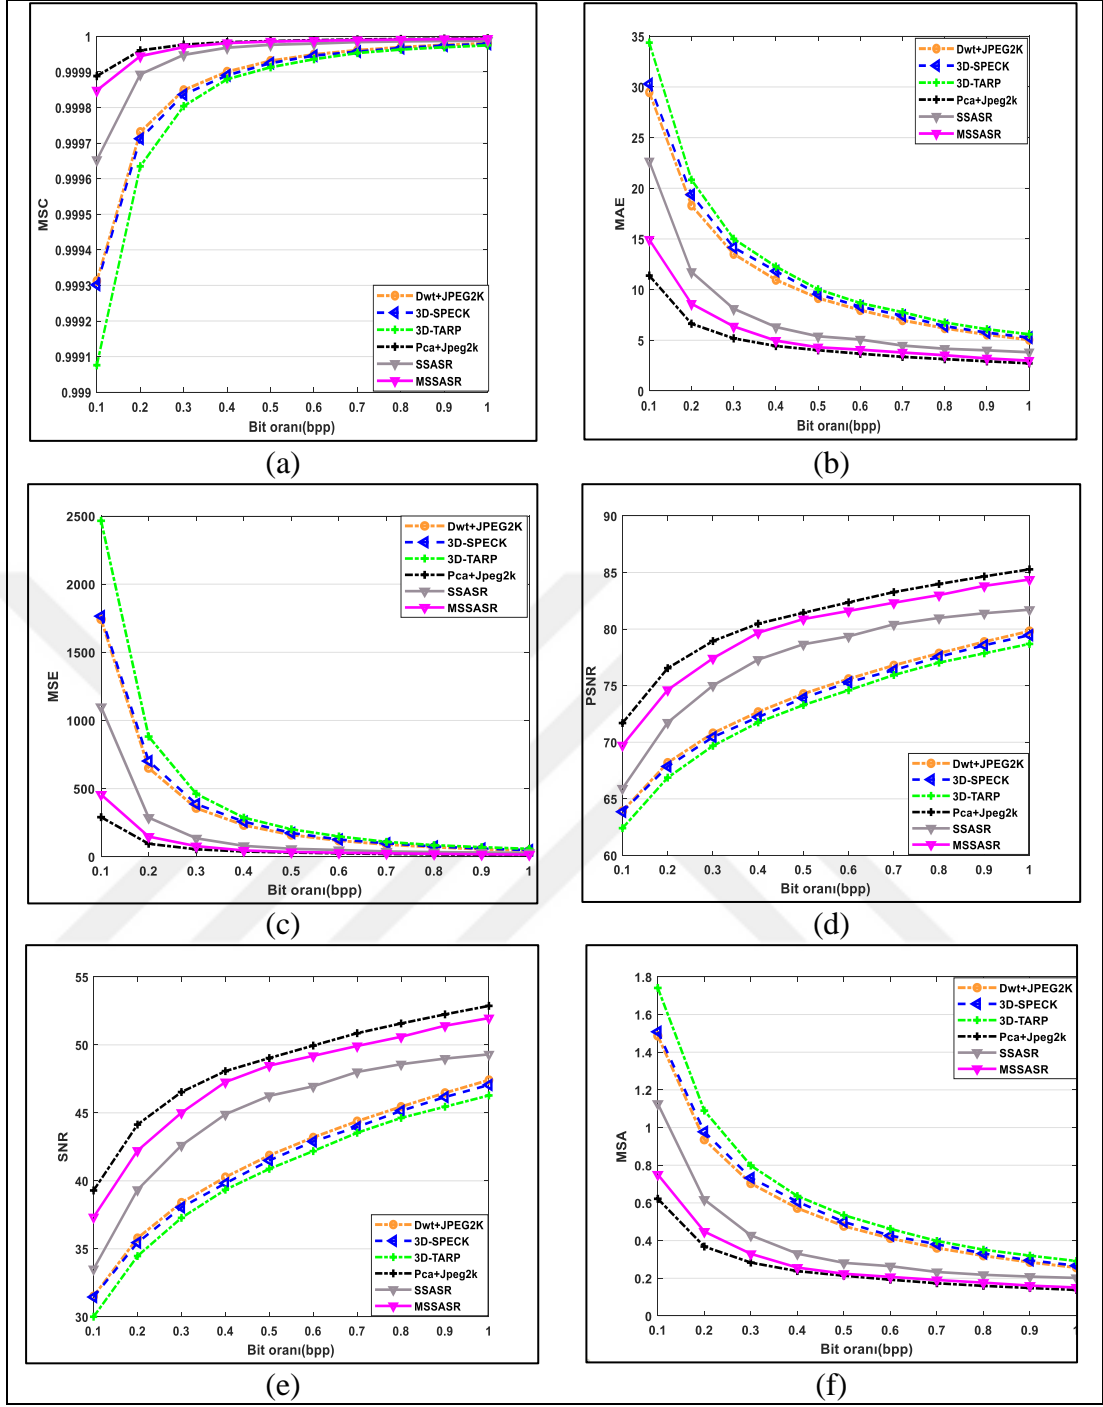 MSC
1
0.9999
0.9998
0.9997
0.9996
0.9995
0.9994
0.9993
0.9992
0.9991
0.999
0.1 0.2 0.3 0.4 0.5 0.6 0.7 0.8 0.9 1
Bit oranı(bpp)
Dwt+JPEG2K
3D-SPECK
3D-TARP
Pca+Jpeg2k
SSASR
MSSASR
(a)
MAE
35
30
25
20
15
10
5
0
0.1 0.2 0.3 0.4 0.5 0.6 0.7 0.8 0.9 1
Bit oranı(bpp)
Dwt+JPEG2K
3D-SPECK
3D-TARP
Pca+Jpeg2k
SSASR
MSSASR
(b)
MSE
2500
2000
1500
1000
500
0
0.1 0.2 0.3 0.4 0.5 0.6 0.7 0.8 0.9 1
Bit oranı(bpp)
Dwt+JPEG2K
3D-SPECK
3D-TARP
Pca+Jpeg2k
SSASR
MSSASR
(c)
PSNR
90
85
80
75
70
65
60
0.1 0.2 0.3 0.4 0.5 0.6 0.7 0.8 0.9 1
Bit oranı(bpp)
Dwt+JPEG2K
3D-SPECK
3D-TARP
Pca+Jpeg2k
SSASR
MSSASR
(d)
SNR
55
50
45
40
35
30
0.1 0.2 0.3 0.4 0.5 0.6 0.7 0.8 0.9 1
Bit oranı(bpp)
Dwt+JPEG2K
3D-SPECK
3D-TARP
Pca+Jpeg2k
SSASR
MSSASR
(e)
MSA
1.8
1.6
1.4
1.2
1
0.8
0.6
0.4
0.2
0
0.1 0.2 0.3 0.4 0.5 0.6 0.7 0.8 0.9 1
Bit oranı(bpp)
Dwt+JPEG2K
3D-SPECK
3D-TARP
Pca+Jpeg2k
SSASR
MSSASR
(f)